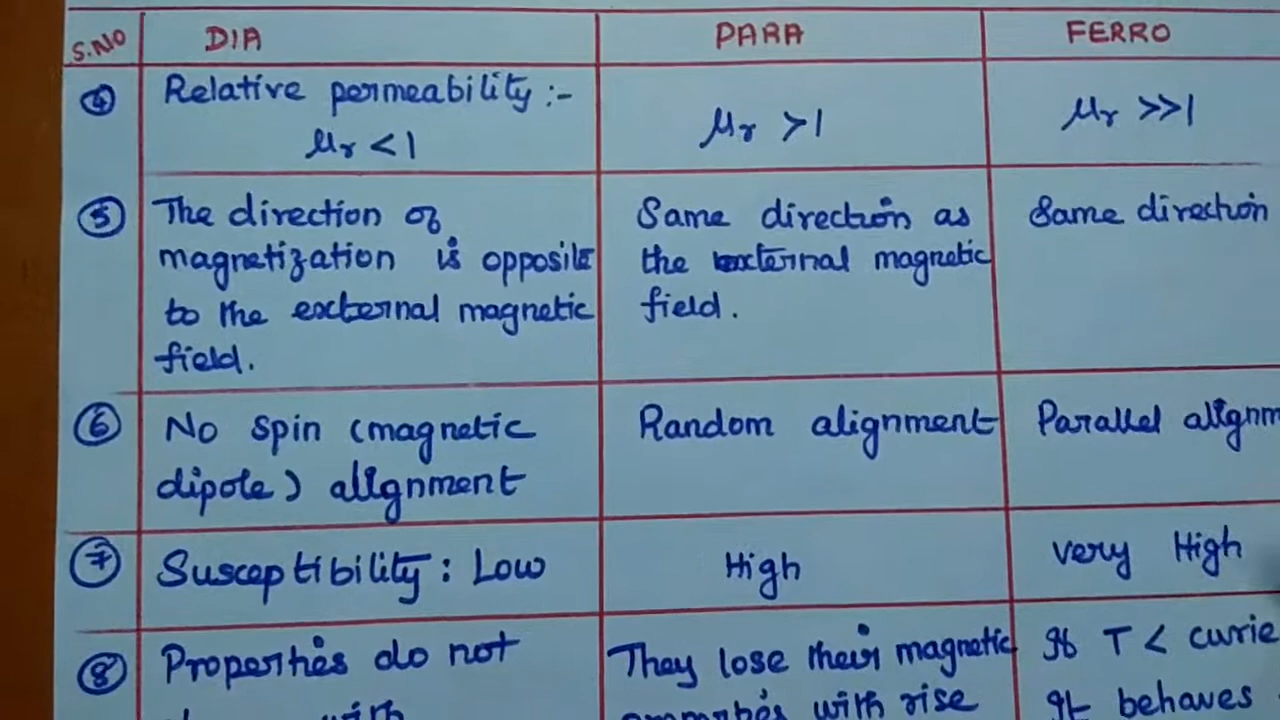 S.NO DIA PARA FERRO
④ Relative permeability :-
μr < 1
μr > 1
μr >> 1
⑤ The direction of
magnetization is opposite
to the external magnetic
field.
Same direction as
the external magnetic
field.
Same direction
⑥ No spin (magnetic
dipole) alignment
Random alignment
Parallel alignm
⑦ Susceptibility : Low
High
very High
⑧ Properties do not
with
They lose their magnetic
with rise
If T < curie
It behaves